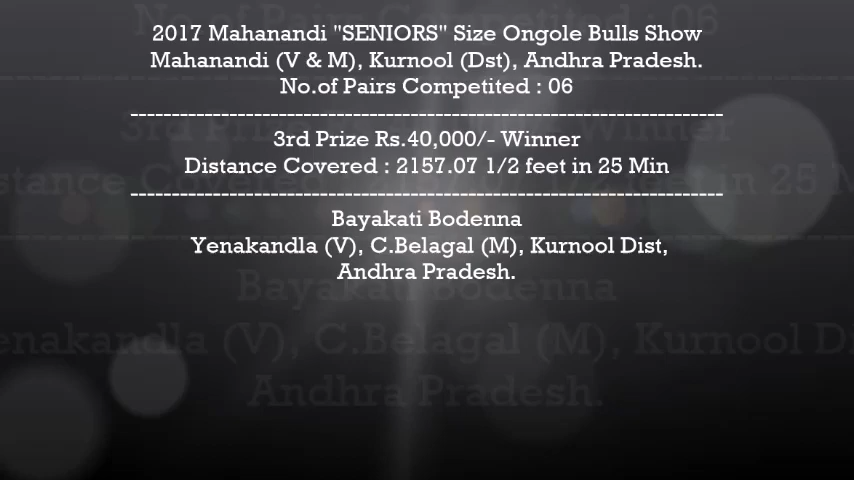 2017 Mahanandi "SENIORS" Size Ongole Bulls Show
Mahanandi (V & M), Kurnool (Dst), Andhra Pradesh.
No.of Pairs Competited : 06
-----------------------------------------------------------------------
3rd Prize Rs.40,000/- Winner
Distance Covered : 2157.07 1/2 feet in 25 Min
-----------------------------------------------------------------------
Bayakati Bodenna
Yenakandla (V), C.Belagal (M), Kurnool Dist,
Andhra Pradesh.